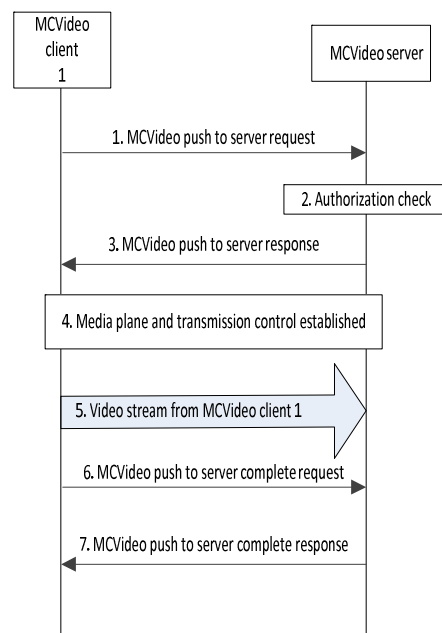 MCVideo
client
1
MCVideo server
1. MCVideo push to server request
2. Authorization check
3. MCVideo push to server response
4. Media plane and transmission control established
5. Video stream from MCVideo client 1
6. MCVideo push to server complete request
7. MCVideo push to server complete response